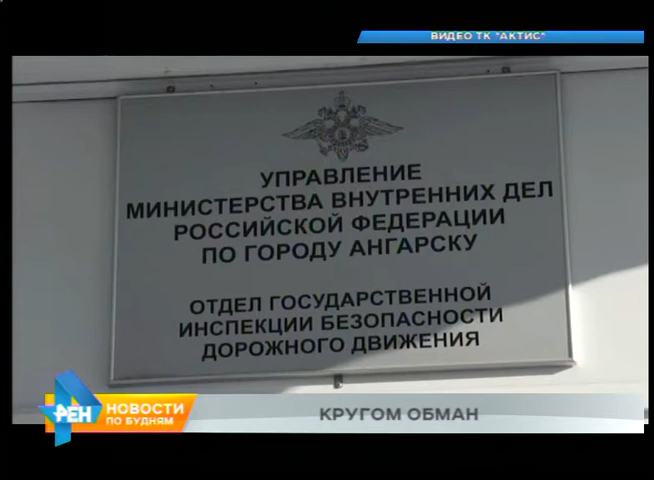 ВИДЕО ТК "АКТИС"
УПРАВЛЕНИЕ
МИНИСТЕРСТВА ВНУТРЕННИХ ДЕЛ
РОССИЙСКОЙ ФЕДЕРАЦИИ
ПО ГОРОДУ АНГАРСКУ
ОТДЕЛ ГОСУДАРСТВЕННОЙ
ИНСПЕКЦИИ БЕЗОПАСНОСТИ
ДОРОЖНОГО ДВИЖЕНИЯ
РЕН
НОВОСТИ
ПО БУДНЯМ
КРУГОМ ОБМАН